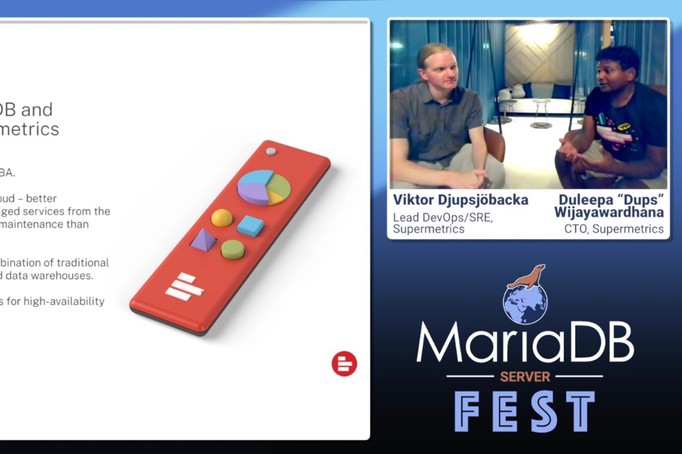 DB and
metrics
BA.
oud – better
ged services from the
maintenance than
bination of traditional
d data warehouses.
s for high-availability
Viktor Djupsjöbacka
Lead DevOps/SRE,
Supermetrics
Duleepa “Dups”
Wijayawardhana
CTO, Supermetrics
MariaDB
SERVER
FEST